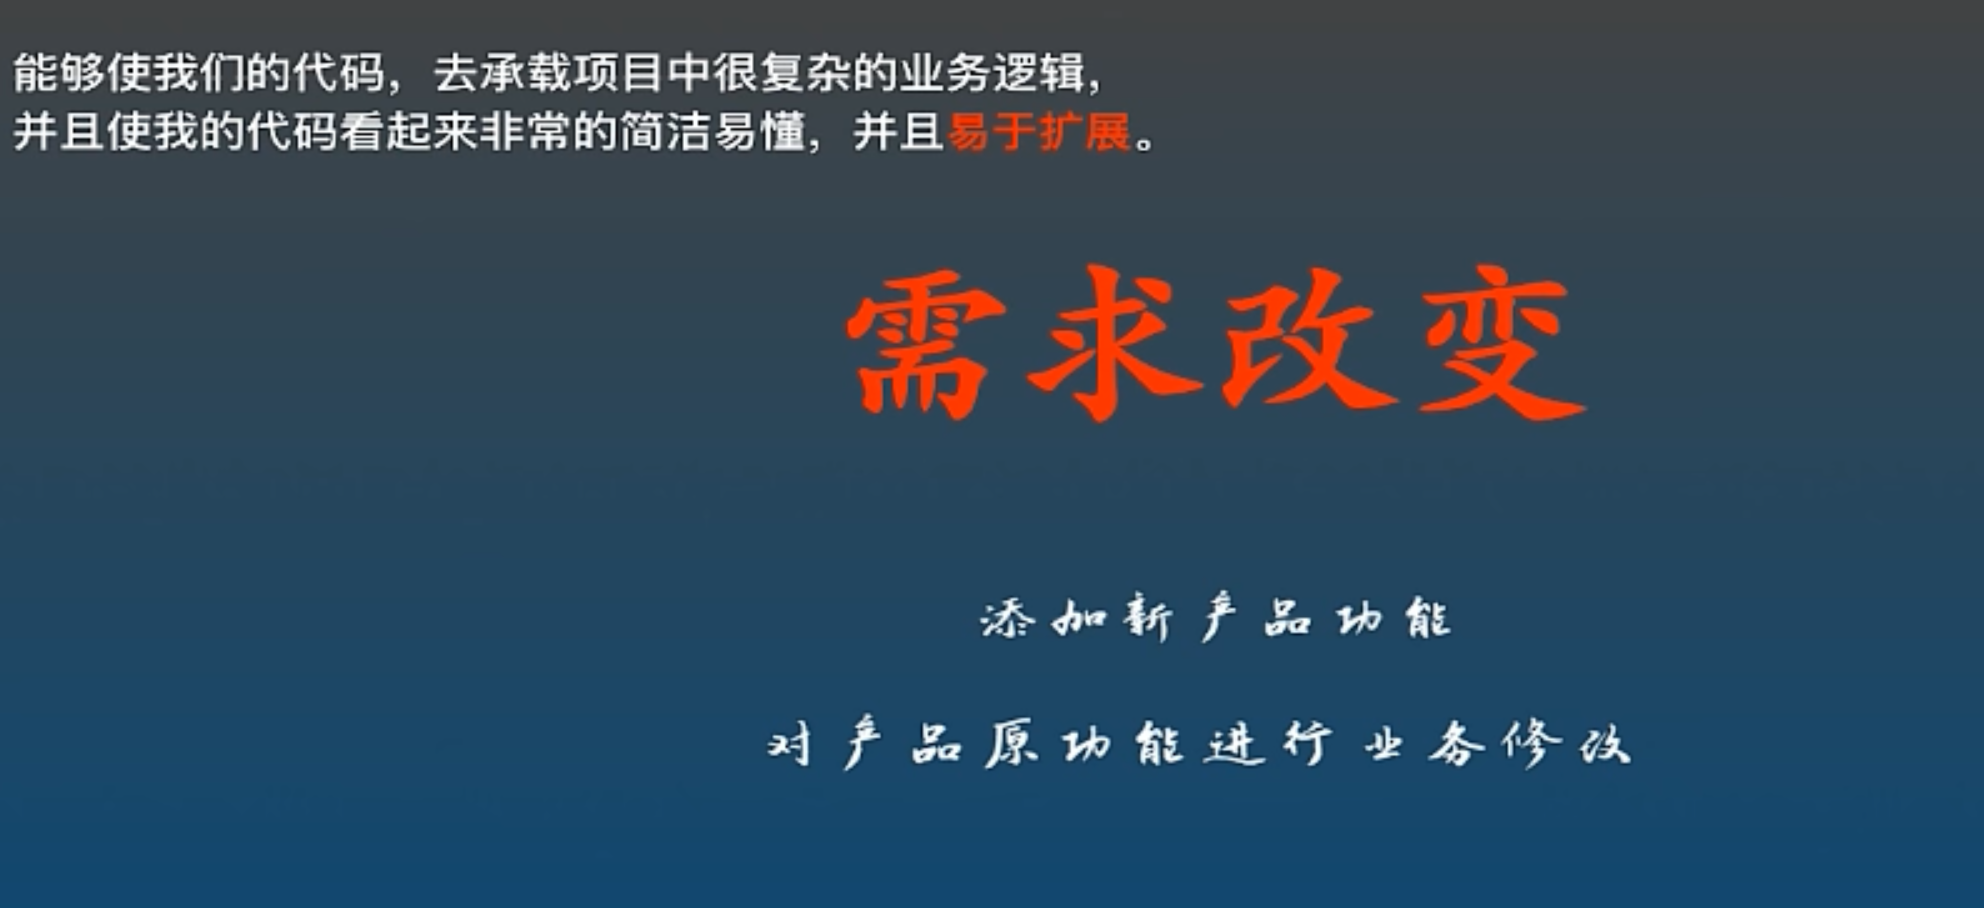 能够使我们的代码，去承载项目中很复杂的业务逻辑，
并且使我的代码看起来非常的简洁易懂，并且易于扩展。
需求改变
添加新产品功能
对产品原功能进行业务修改